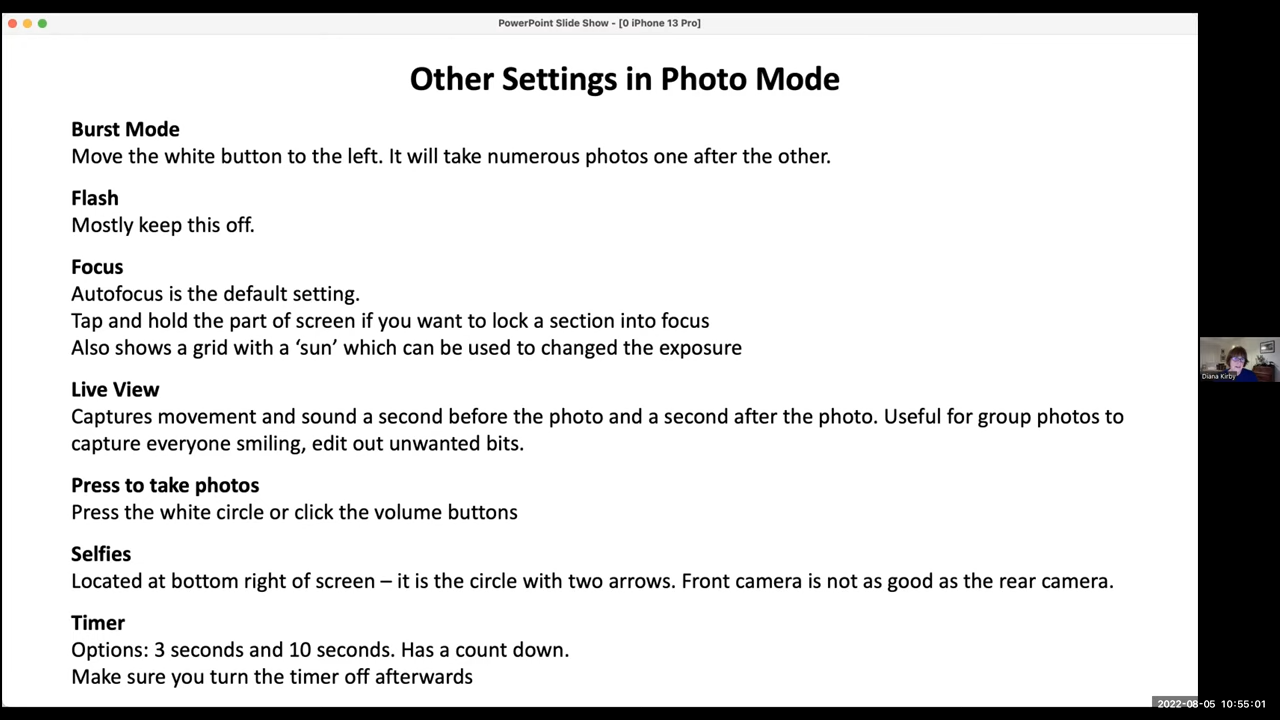 PowerPoint Slide Show - [0 iPhone 13 Pro]
Other Settings in Photo Mode
Burst Mode
Move the white button to the left. It will take numerous photos one after the other.
Flash
Mostly keep this off.
Focus
Autofocus is the default setting.
Tap and hold the part of screen if you want to lock a section into focus
Also shows a grid with a ‘sun’ which can be used to changed the exposure
Live View
Captures movement and sound a second before the photo and a second after the photo. Useful for group photos to
capture everyone smiling, edit out unwanted bits.
Press to take photos
Press the white circle or click the volume buttons
Selfies
Located at bottom right of screen – it is the circle with two arrows. Front camera is not as good as the rear camera.
Timer
Options: 3 seconds and 10 seconds. Has a count down.
Make sure you turn the timer off afterwards
Diana Kirby
2022-08-05 10:55:01